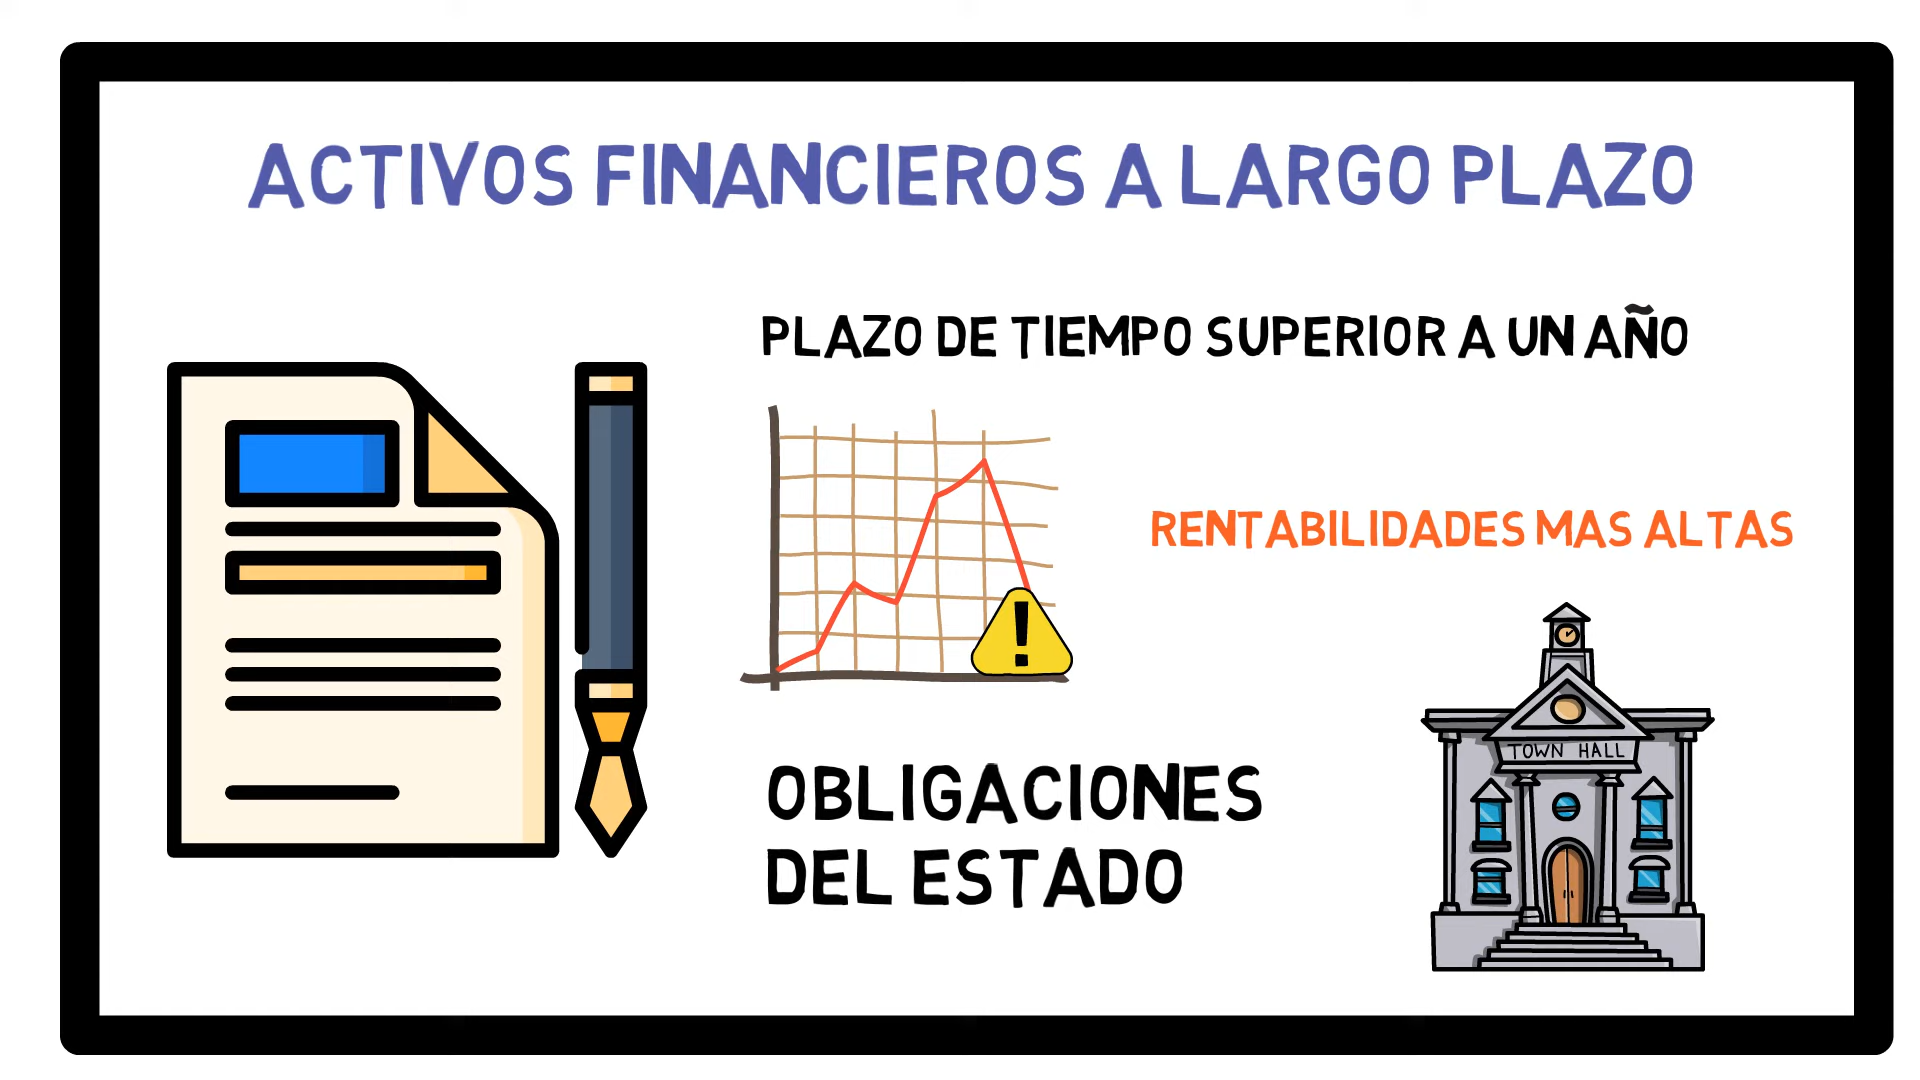 ACTIVOS FINANCIEROS A LARGO PLAZO
PLAZO DE TIEMPO SUPERIOR A UN AÑO
RENTABILIDADES MAS ALTAS
TOWN HALL
OBLIGACIONES
DEL ESTADO